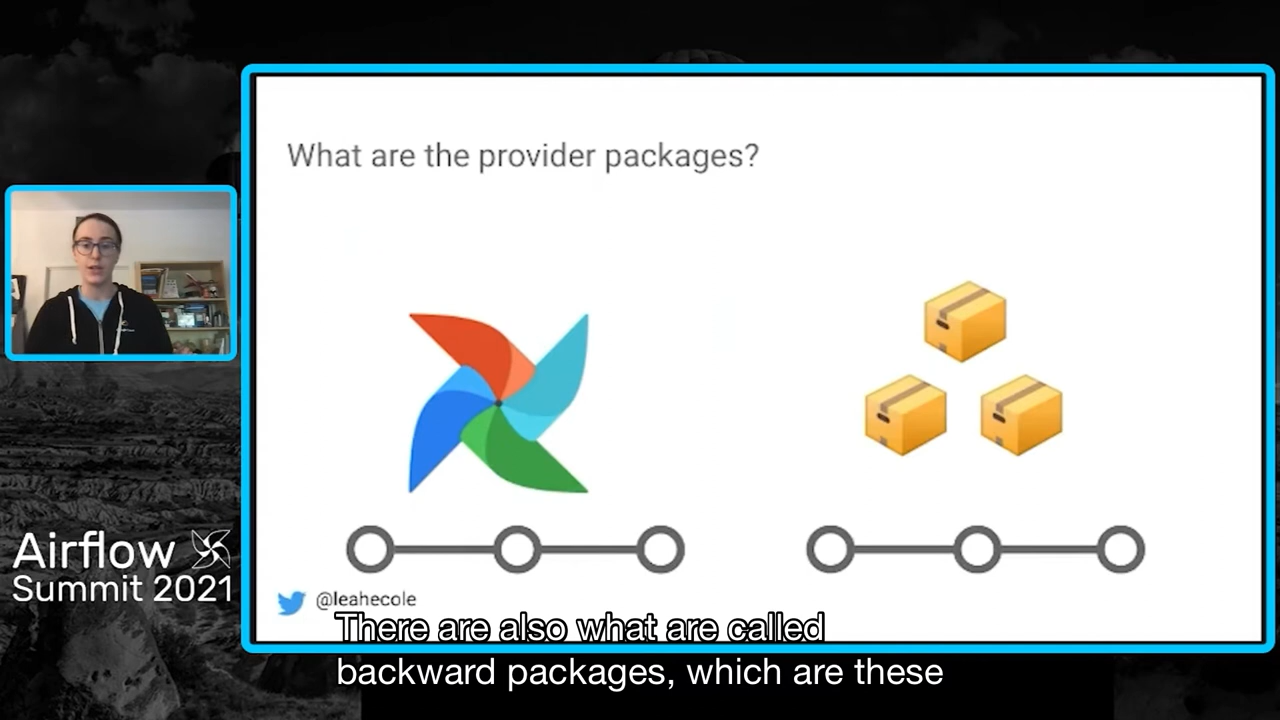 What are the provider packages?
Airflow
Summit 2021
@leahecole
There are also what are called
backward packages, which are these